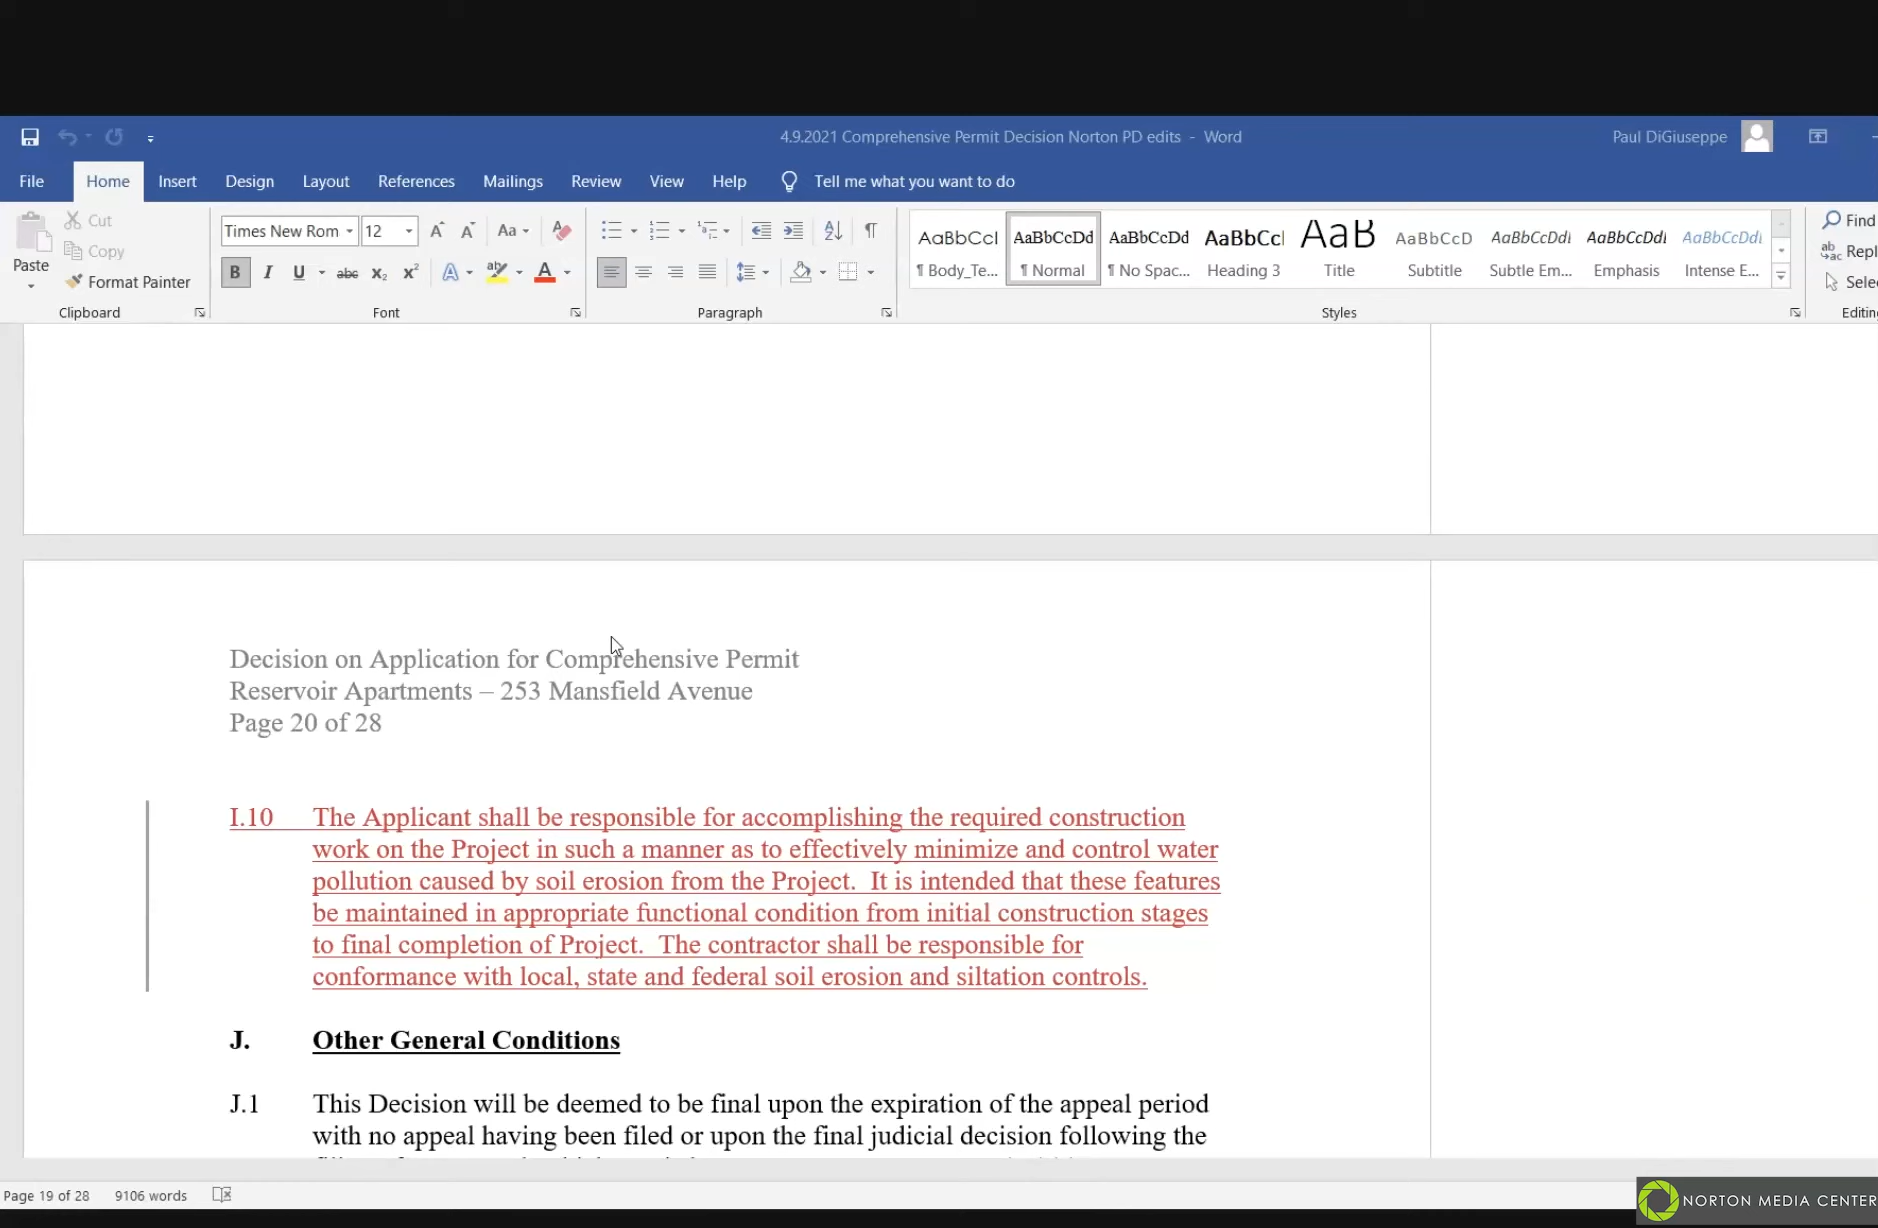 4.9.2021 Comprehensive Permit Decision Norton PD edits - Word
Paul DiGiuseppe
File Home Insert Design Layout References Mailings Review View Help Tell me what you want to do
Paste
Cut
Copy
Format Painter
Clipboard
Times New Rom 12
Aa
B I U abc x₂ x² A ab A
Font
Paragraph
AaBbCcI AaBbCcDd AaBbCcDd AaBbCcI AaB AaBbCcD AaBbCcDdI AaBbCcDdI AaBbCcDdI
¶ Body_Te... ¶ Normal ¶ No Spac... Heading 3 Title Subtitle Subtle Em... Emphasis Intense E...
Styles
Find
Repl
Sele
Editing
Decision on Application for Comprehensive Permit
Reservoir Apartments – 253 Mansfield Avenue
Page 20 of 28
I.10 The Applicant shall be responsible for accomplishing the required construction
work on the Project in such a manner as to effectively minimize and control water
pollution caused by soil erosion from the Project. It is intended that these features
be maintained in appropriate functional condition from initial construction stages
to final completion of Project. The contractor shall be responsible for
conformance with local, state and federal soil erosion and siltation controls.
J. Other General Conditions
J.1 This Decision will be deemed to be final upon the expiration of the appeal period
with no appeal having been filed or upon the final judicial decision following the
Page 19 of 28 9106 words
NORTON MEDIA CENTER